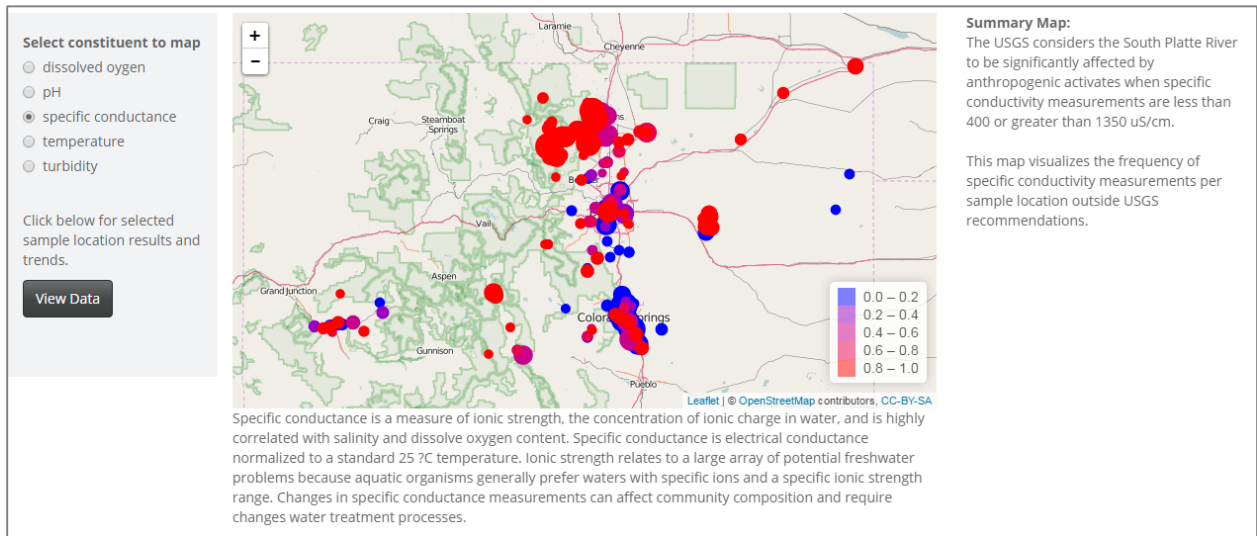 Select constituent to map
dissolved oygen
pH
specific conductance
temperature
turbidity
Click below for selected
sample location results and
trends.
View Data
+
−
Laramie
Cheyenne
Craig
Steamboat
Springs
Vail
Aspen
Grand Junction
Gunnison
Pueblo
0.0 – 0.2
0.2 – 0.4
0.4 – 0.6
0.6 – 0.8
0.8 – 1.0
Leaflet | © OpenStreetMap contributors, CC-BY-SA
Specific conductance is a measure of ionic strength, the concentration of ionic charge in water, and is highly
correlated with salinity and dissolve oxygen content. Specific conductance is electrical conductance
normalized to a standard 25 ?C temperature. Ionic strength relates to a large array of potential freshwater
problems because aquatic organisms generally prefer waters with specific ions and a specific ionic strength
range. Changes in specific conductance measurements can affect community composition and require
changes water treatment processes.
Summary Map:
The USGS considers the South Platte River
to be significantly affected by
anthropogenic activates when specific
conductivity measurements are less than
400 or greater than 1350 uS/cm.
This map visualizes the frequency of
specific conductivity measurements per
sample location outside USGS
recommendations.